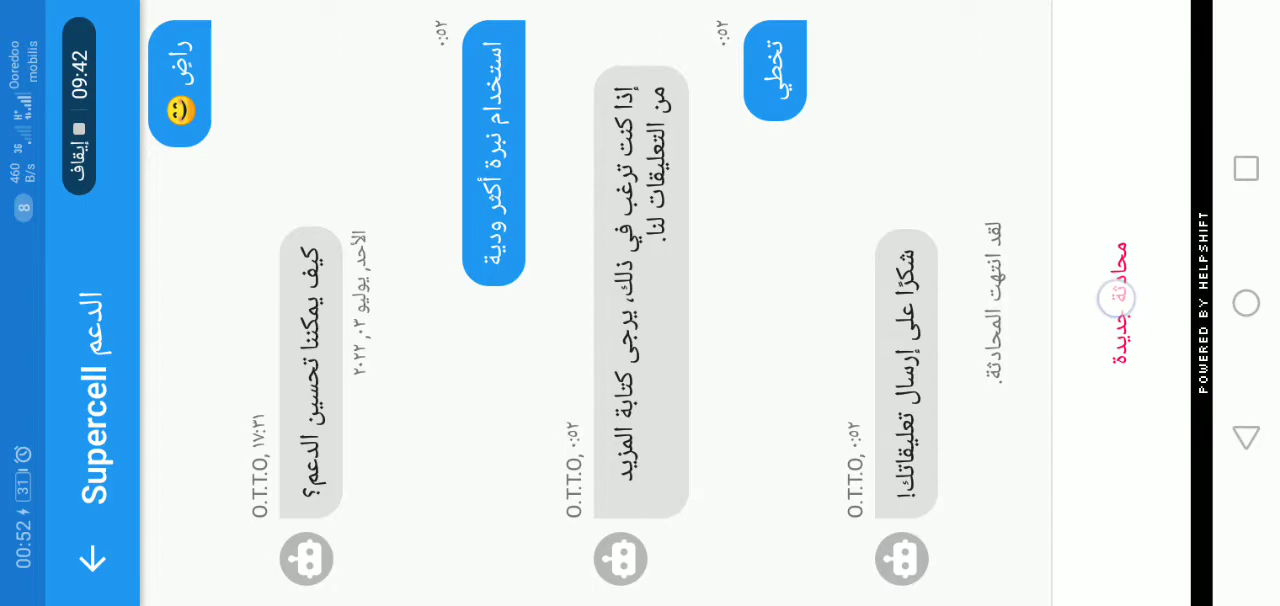 00:52
31
8
460 B/s
3G
H+
Ooredoo
mobilis
Supercell الدعم
إيقاف
09:42
راضٍ 😊
O.T.T.O, ١٧:٣١
كيف يمكننا تحسين الدعم؟
الأحد, يوليو ٠٣, ٢٠٢٢
٠:٥٢
استخدام نبرة أكثر ودية
O.T.T.O, ٠:٥٢
إذا كنت ترغب في ذلك، يرجى كتابة المزيد
من التعليقات لنا.
٠:٥٢
تخطي
O.T.T.O, ٠:٥٢
شكرًا على إرسال تعليقاتك!
لقد انتهت المحادثة.
محادثة جديدة
POWERED BY HELPSHIFT